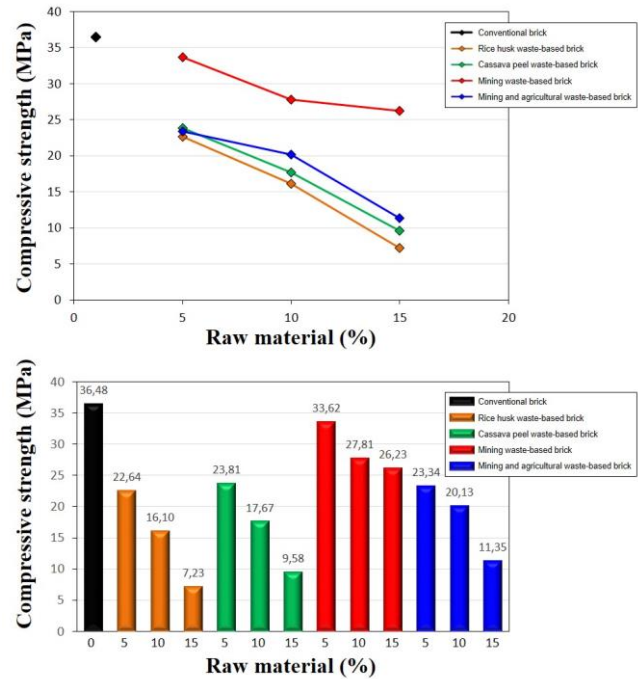 Compressive strength (MPa)
40
35
30
25
20
15
10
5
0
0
5
10
15
20
Raw material (%)
Conventional brick
Rice husk waste-based brick
Cassava peel waste-based brick
Mining waste-based brick
Mining and agricultural waste-based brick
Compressive strength (MPa)
40
35
30
25
20
15
10
5
0
36,48
22,64
16,10
7,23
23,81
17,67
9,58
33,62
27,81
26,23
23,34
20,13
11,35
0 5 10 15 5 10 15 5 10 15 5 10 15
Raw material (%)
Conventional brick
Rice husk waste-based brick
Cassava peel waste-based brick
Mining waste-based brick
Mining and agricultural waste-based brick